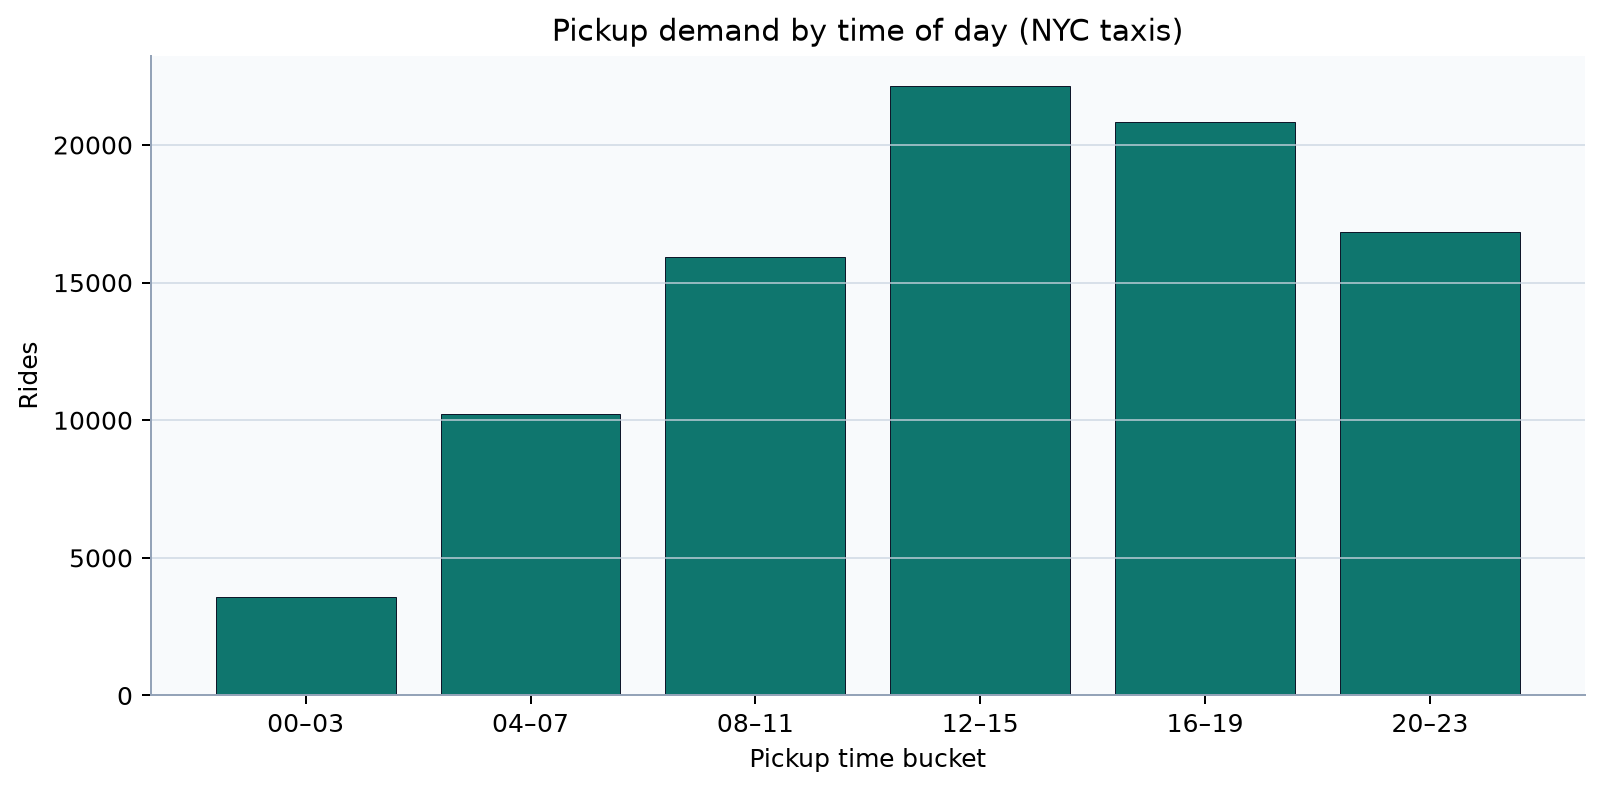 Pickup demand by time of day (NYC taxis)
Rides
20000
15000
10000
5000
0
00–03 04–07 08–11 12–15 16–19 20–23
Pickup time bucket